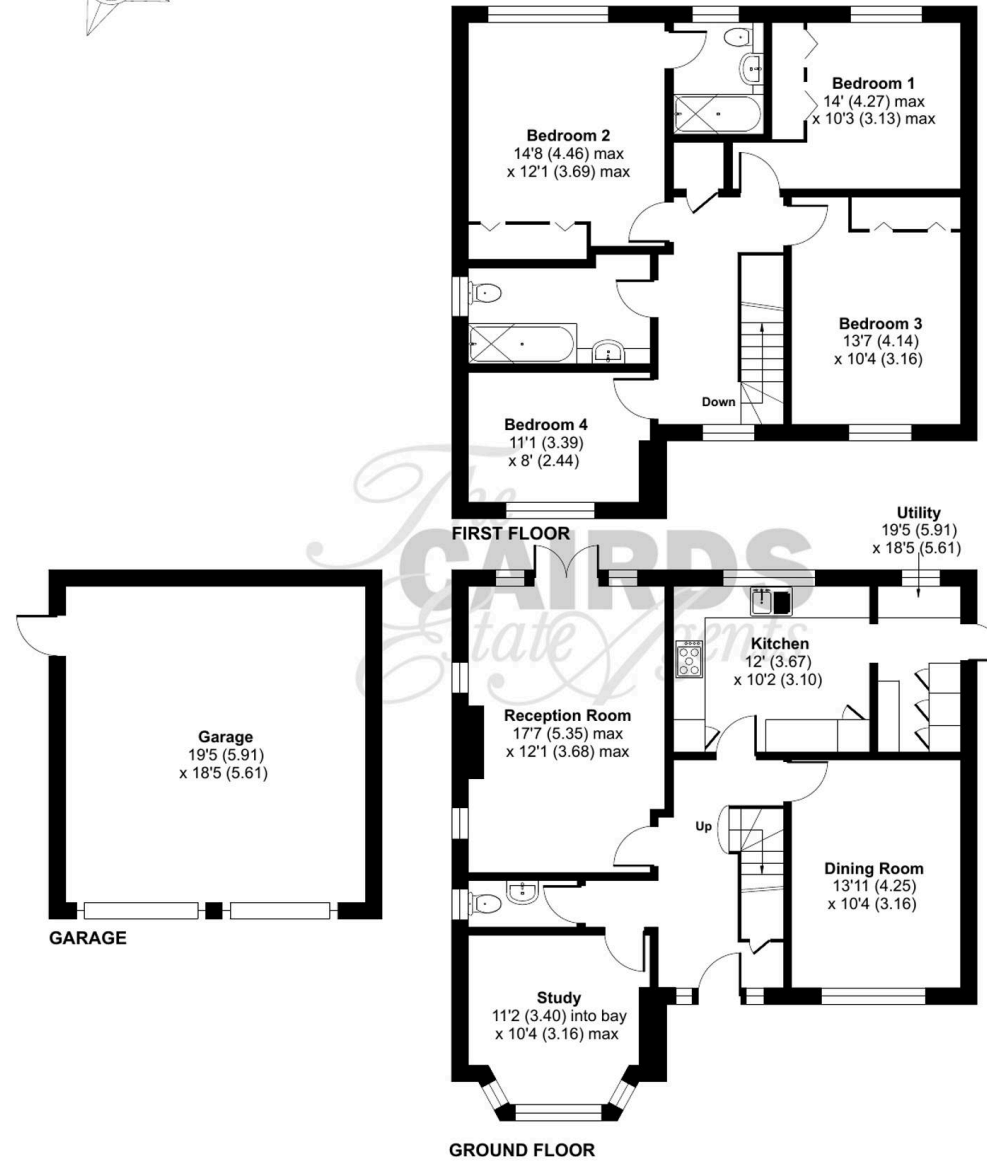 Bedroom 1
14' (4.27) max
x 10'3 (3.13) max
Bedroom 2
14'8 (4.46) max
x 12'1 (3.69) max
Bedroom 3
13'7 (4.14)
x 10'4 (3.16)
Down
Bedroom 4
11'1 (3.39)
x 8' (2.44)
FIRST FLOOR
The
CAIRDS
Estate Agents
Utility
19'5 (5.91)
x 18'5 (5.61)
Kitchen
12' (3.67)
x 10'2 (3.10)
Reception Room
17'7 (5.35) max
x 12'1 (3.68) max
Garage
19'5 (5.91)
x 18'5 (5.61)
Up
Dining Room
13'11 (4.25)
x 10'4 (3.16)
GARAGE
Study
11'2 (3.40) into bay
x 10'4 (3.16) max
GROUND FLOOR